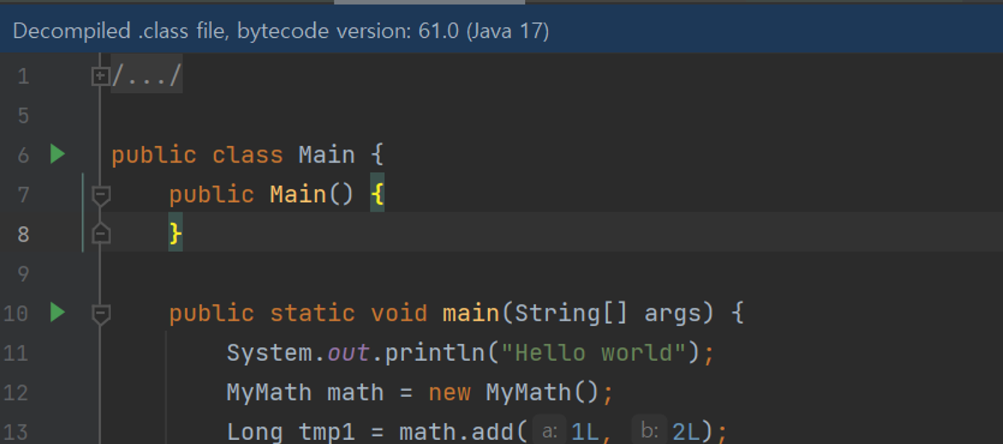 Decompiled .class file, bytecode version: 61.0 (Java 17)
1 /.../
5
6 public class Main {
7 public Main() {
8 }
9
10 public static void main(String[] args) {
11 System.out.println("Hello world");
12 MyMath math = new MyMath();
13 Long tmp1 = math.add( a: 1L, b: 2L);